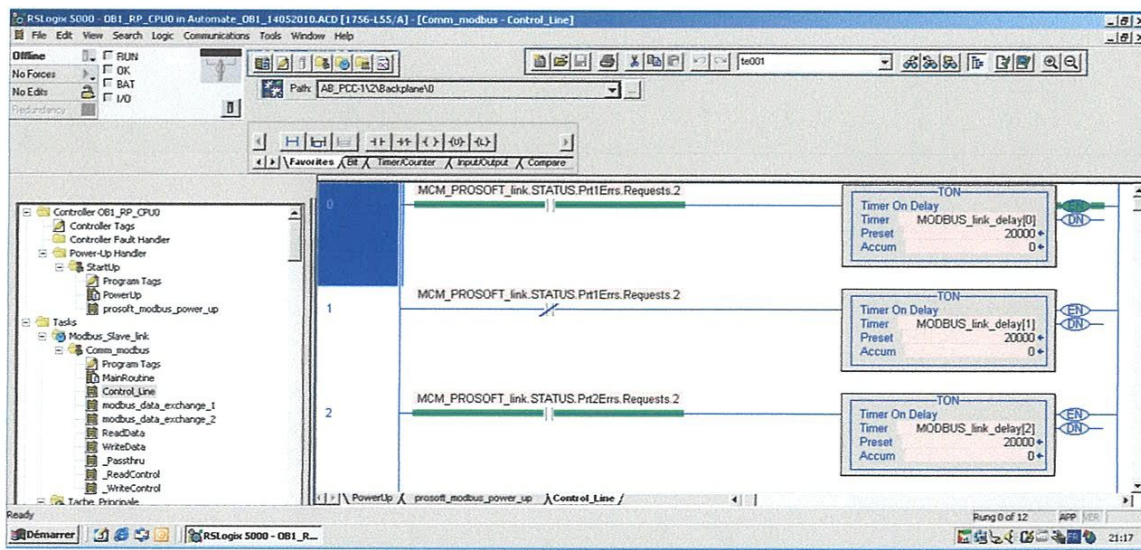 RSLogix 5000 - OB1_RP_CPU0 in Automate_OB1_14052010.ACD [1756-L55/A] - [Comm_modbus - Control_Line]
File Edit View Search Logic Communications Tools Window Help
Offline RUN
No Forces OK
BAT
No Edits
I/O
Redundancy
te001
Path: AB_PCC-1\2\Backplane\0
Favorites Bit Timer/Counter Input/Output Compare
Controller OB1_RP_CPU0
Controller Tags
Controller Fault Handler
Power-Up Handler
StartUp
Program Tags
PowerUp
prosoft_modbus_power_up
Tasks
Modbus_Slave_link
Comm_modbus
Program Tags
MainRoutine
Control_Line
modbus_data_exchange_1
modbus_data_exchange_2
ReadData
WriteData
_Passthru
_ReadControl
_WriteControl
Tache_Principale
0
MCM_PROSOFT_link.STATUS.Prt1Errs.Requests.2
TON
Timer On Delay
Timer MODBUS_link_delay[0]
Preset 20000
Accum 0
EN
DN
1
MCM_PROSOFT_link.STATUS.Prt1Errs.Requests.2
TON
Timer On Delay
Timer MODBUS_link_delay[1]
Preset 20000
Accum 0
EN
DN
2
MCM_PROSOFT_link.STATUS.Prt2Errs.Requests.2
TON
Timer On Delay
Timer MODBUS_link_delay[2]
Preset 20000
Accum 0
EN
DN
PowerUp prosoft_modbus_power_up Control_Line
Ready
Rung 0 of 12 APP VER
Démarrer RSLogix 5000 - OB1_R... 21:17